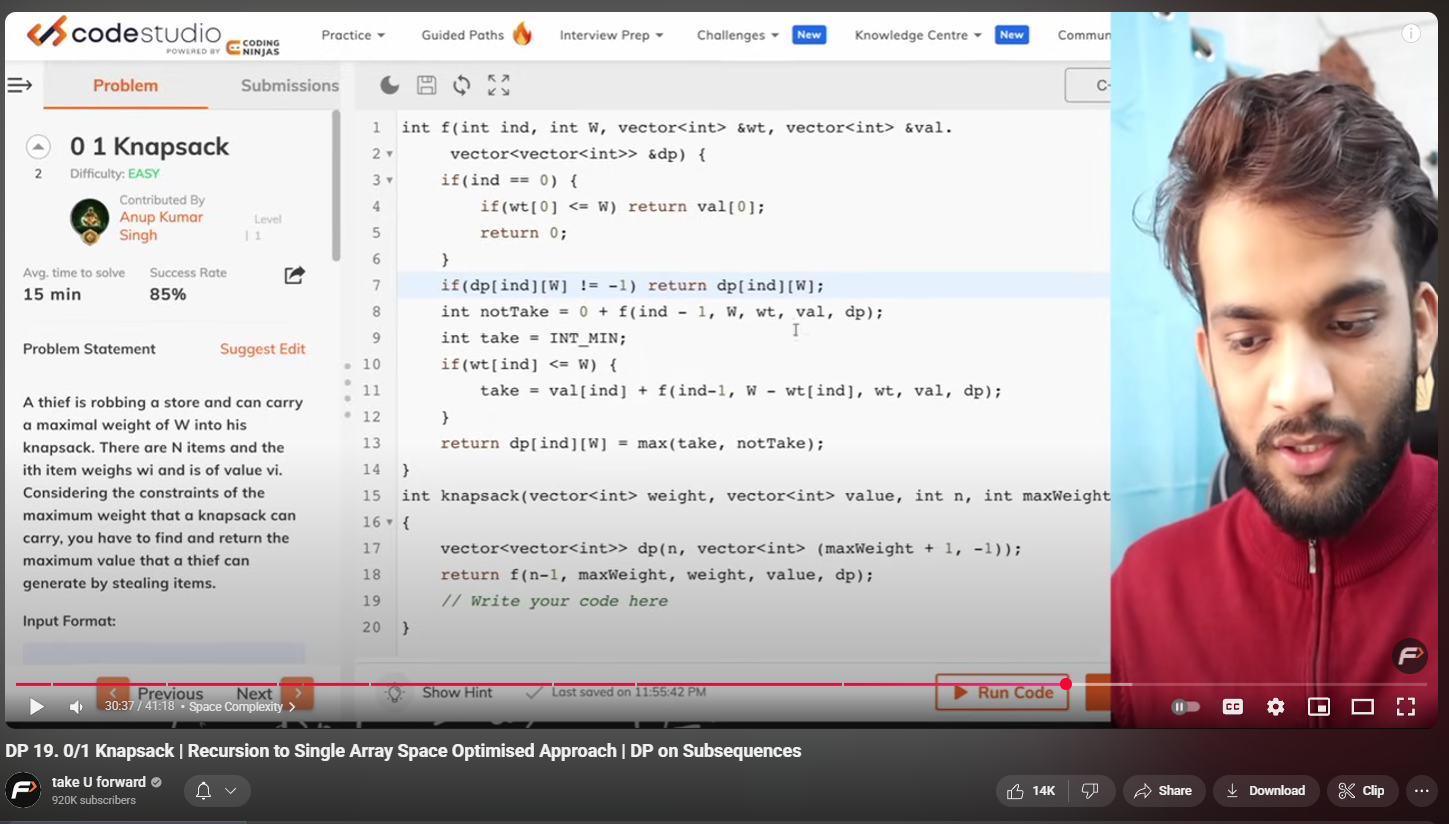 codestudio
POWERED BY CODING NINJAS
Practice
Guided Paths
Interview Prep
Challenges
New
Knowledge Centre
New
Commun
Problem
Submissions
C-
0 1 Knapsack
2
Difficulty: EASY
Contributed By
Anup Kumar
Singh
Level
1
Avg. time to solve
Success Rate
15 min
85%
Problem Statement
Suggest Edit
A thief is robbing a store and can carry
a maximal weight of W into his
knapsack. There are N items and the
ith item weighs wi and is of value vi.
Considering the constraints of the
maximum weight that a knapsack can
carry, you have to find and return the
maximum value that a thief can
generate by stealing items.
Input Format:
Previous
Next
1 int f(int ind, int W, vector<int> &wt, vector<int> &val.
2 vector<vector<int>> &dp) {
3 if(ind == 0) {
4 if(wt[0] <= W) return val[0];
5 return 0;
6 }
7 if(dp[ind][W] != -1) return dp[ind][W];
8 int notTake = 0 + f(ind - 1, W, wt, val, dp);
9 int take = INT_MIN;
10 if(wt[ind] <= W) {
11 take = val[ind] + f(ind-1, W - wt[ind], wt, val, dp);
12 }
13 return dp[ind][W] = max(take, notTake);
14 }
15 int knapsack(vector<int> weight, vector<int> value, int n, int maxWeight
16 {
17 vector<vector<int>> dp(n, vector<int> (maxWeight + 1, -1));
18 return f(n-1, maxWeight, weight, value, dp);
19 // Write your code here
20 }
Show Hint
Last saved on 11:55:42 PM
Run Code
30:37 / 41:18 • Space Complexity
CC
DP 19. 0/1 Knapsack | Recursion to Single Array Space Optimised Approach | DP on Subsequences
take U forward
920K subscribers
14K
Share
Download
Clip